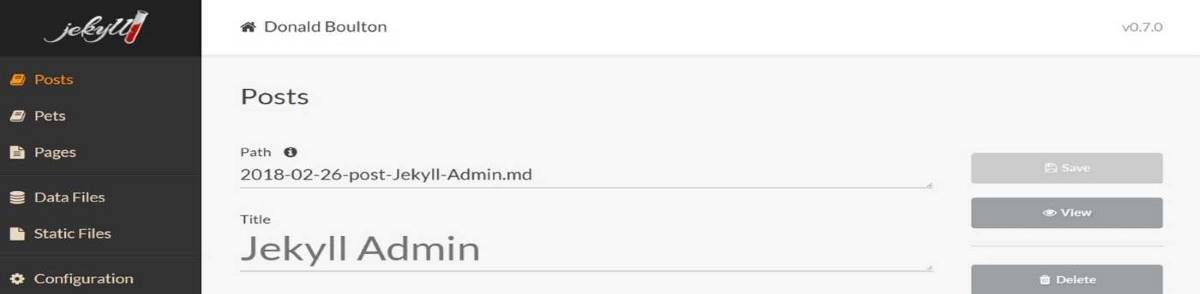 jekyll
Posts
Pets
Pages
Data Files
Static Files
Configuration
Donald Boulton
v0.7.0
Posts
Path
2018-02-26-post-Jekyll-Admin.md
Title
Jekyll Admin
Save
View
Delete